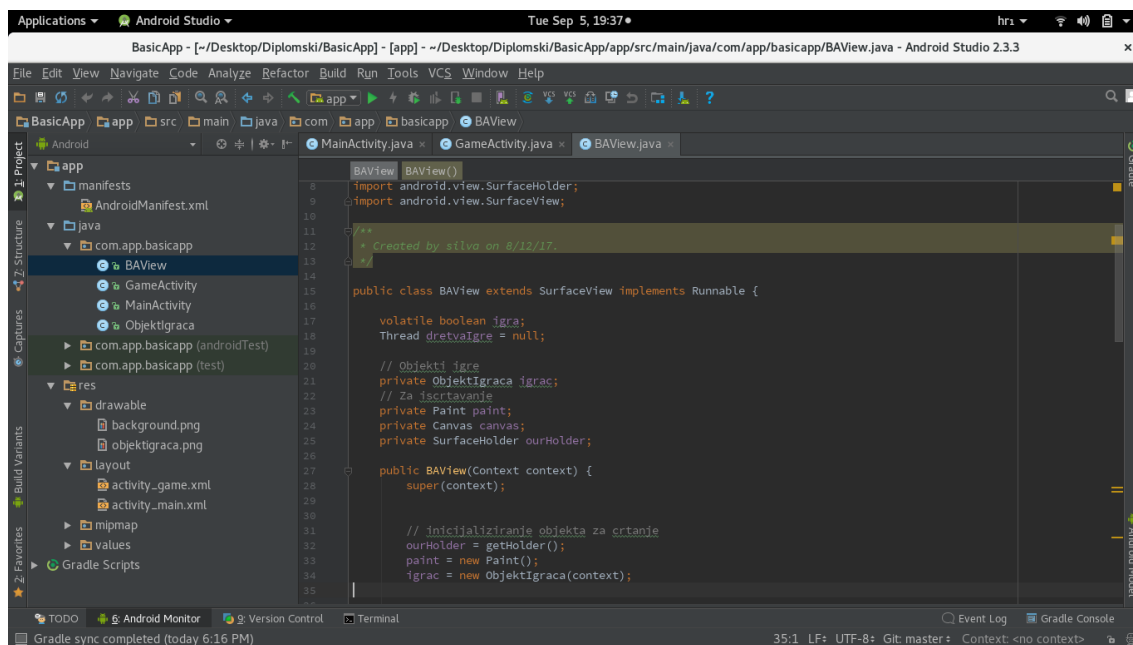 Applications Android Studio Tue Sep 5, 19:37 hr₁
BasicApp - [~/Desktop/Diplomski/BasicApp] - [app] - ~/Desktop/Diplomski/BasicApp/app/src/main/java/com/app/basicapp/BAView.java - Android Studio 2.3.3 ×
File Edit View Navigate Code Analyze Refactor Build Run Tools VCS Window Help
app VCS VCS ?
BasicApp app src main java com app basicapp BAView
Android MainActivity.java × GameActivity.java × BAView.java ×
BAView BAView()
1: Project
Z: Structure
Captures
Build Variants
2: Favorites
app
manifests
AndroidManifest.xml
java
com.app.basicapp
BAView
GameActivity
MainActivity
ObjektIgraca
com.app.basicapp (androidTest)
com.app.basicapp (test)
res
drawable
background.png
objektigraca.png
layout
activity_game.xml
activity_main.xml
mipmap
values
Gradle Scripts
8 import android.view.SurfaceHolder;
9 import android.view.SurfaceView;
10
11 /**
12 * Created by silva on 8/12/17.
13 */
14
15 public class BAView extends SurfaceView implements Runnable {
16
17 volatile boolean igra;
18 Thread dretvaIgre = null;
19
20 // Objekti igre
21 private ObjektIgraca igrac;
22 // Za iscrtavanje
23 private Paint paint;
24 private Canvas canvas;
25 private SurfaceHolder ourHolder;
26
27 public BAView(Context context) {
28 super(context);
29
30
31 // inicijaliziranje objekta za crtanje
32 ourHolder = getHolder();
33 paint = new Paint();
34 igrac = new ObjektIgraca(context);
35
Gradle
Android Model
TODO 6: Android Monitor 9: Version Control Terminal Event Log Gradle Console
Gradle sync completed (today 6:16 PM) 35:1 LF÷ UTF-8÷ Git: master÷ Context: <no context>